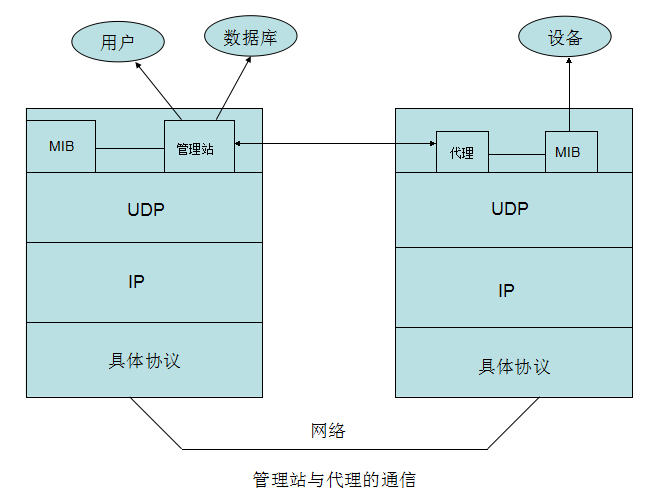 用户
数据库
设备
MIB
管理站
代理
MIB
UDP
UDP
IP
IP
具体协议
具体协议
网络
管理站与代理的通信